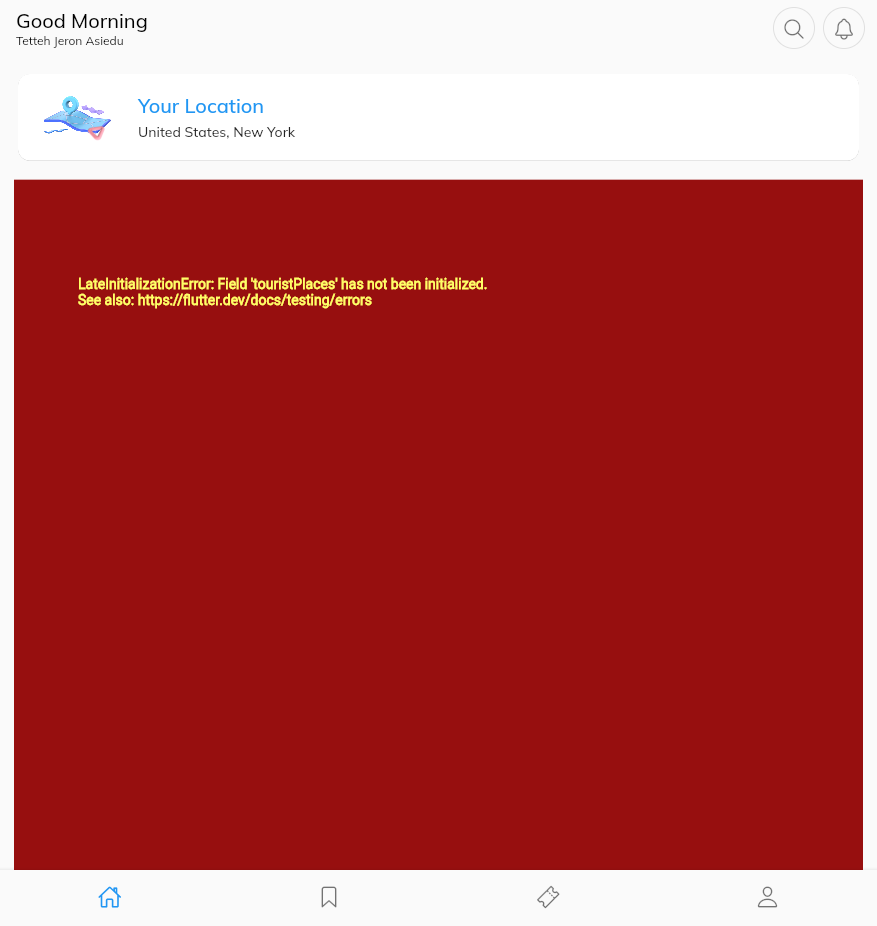 Good Morning
Tetteh Jeron Asiedu
Your Location
United States, New York
LateInitializationError: Field 'touristPlaces' has not been initialized.
See also: https://flutter.dev/docs/testing/errors